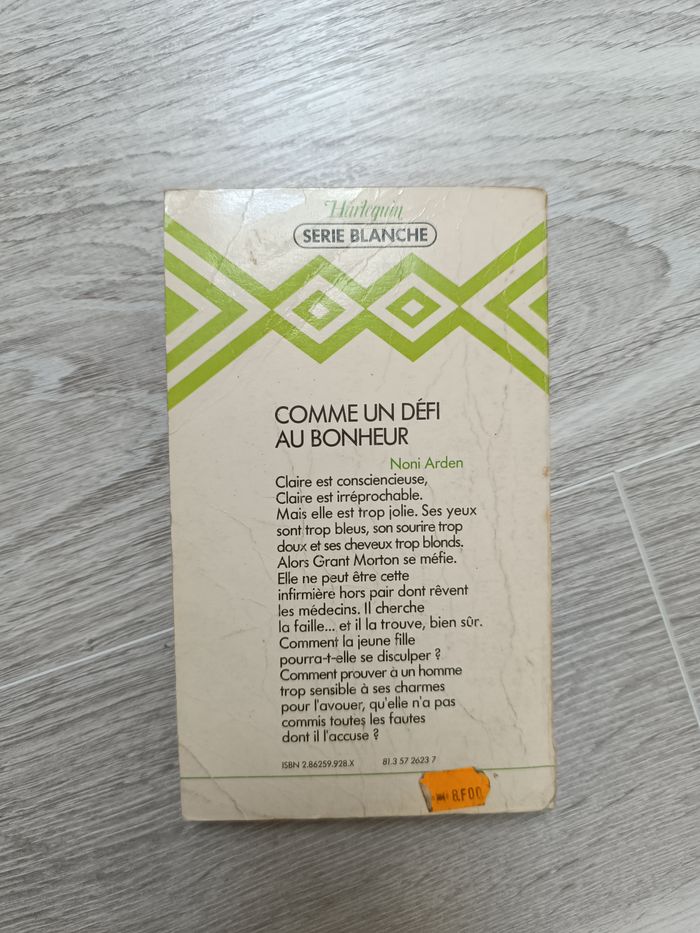 Harlequin
SERIE BLANCHE
COMME UN DÉFI
AU BONHEUR
Noni Arden
Claire est consciencieuse,
Claire est irréprochable.
Mais elle est trop jolie. Ses yeux
sont trop bleus, son sourire trop
doux et ses cheveux trop blonds.
Alors Grant Morton se méfie.
Elle ne peut être cette
infirmière hors pair dont rêvent
les médecins. Il cherche
la faille... et il la trouve, bien sûr.
Comment la jeune fille
pourra-t-elle se disculper ?
Comment prouver à un homme
trop sensible à ses charmes
pour l'avouer, qu'elle n'a pas
commis toutes les fautes
dont il l'accuse ?
ISBN 2.86259.928.X 81.3 57 2623 7
8F00